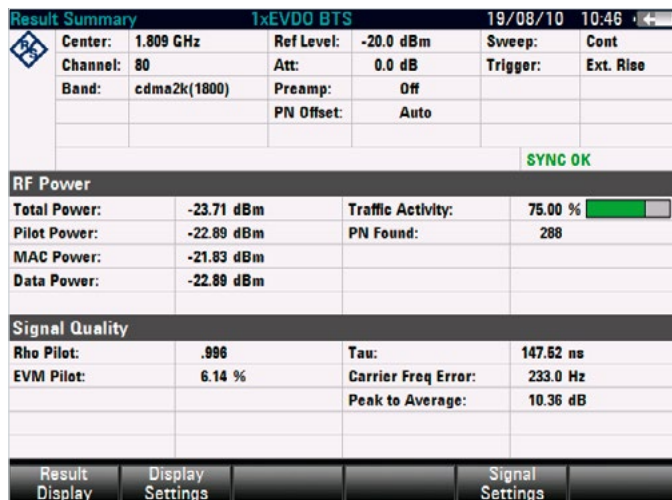 Result Summary 1xEVDO BTS 19/08/10 10:46
R&S Center: 1.809 GHz Ref Level: -20.0 dBm Sweep: Cont
Channel: 80 Att: 0.0 dB Trigger: Ext. Rise
Band: cdma2k(1800) Preamp: Off
PN Offset: Auto
SYNC OK
RF Power
Total Power: -23.71 dBm Traffic Activity: 75.00 %
Pilot Power: -22.89 dBm PN Found: 288
MAC Power: -21.83 dBm
Data Power: -22.89 dBm
Signal Quality
Rho Pilot: .996 Tau: 147.52 ns
EVM Pilot: 6.14 % Carrier Freq Error: 233.0 Hz
Peak to Average: 10.36 dB
Result Display Signal
Display Settings Settings